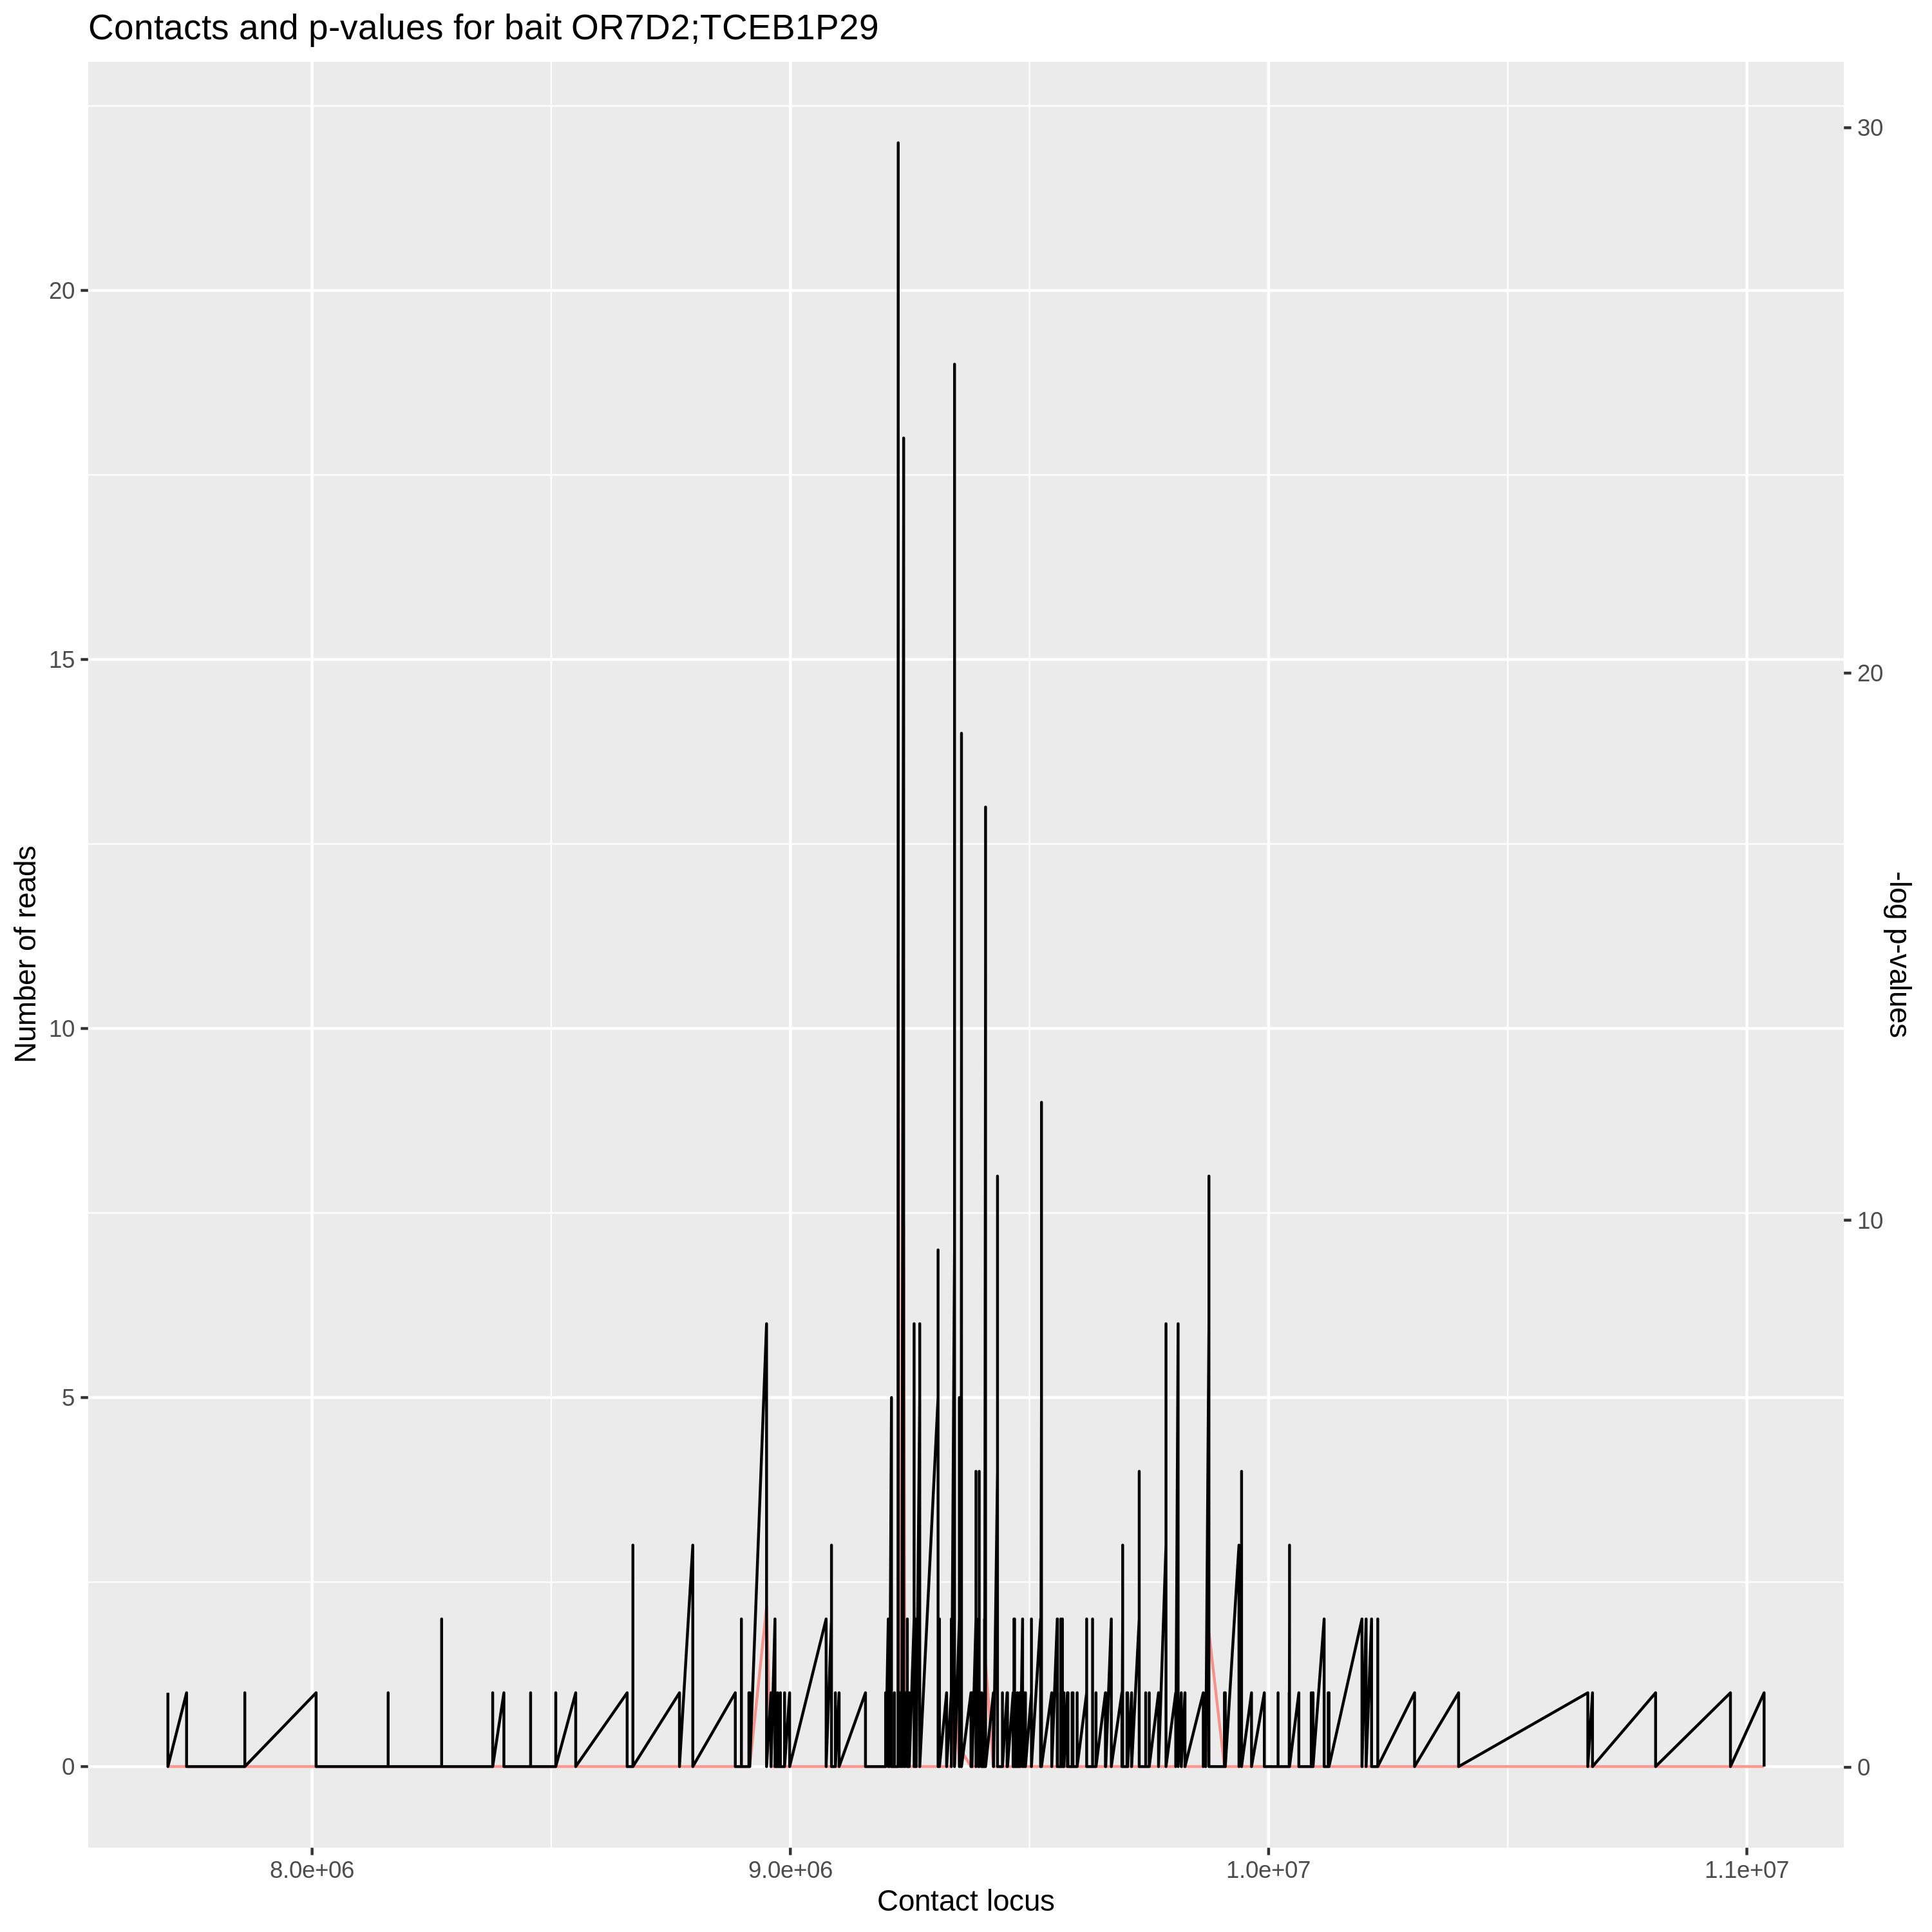 Contacts and p-values for bait OR7D2;TCEB1P29
Number of reads
20
15
10
5
0
30
20
10
0
-log p-values
8.0e+06
9.0e+06
1.0e+07
1.1e+07
Contact locus